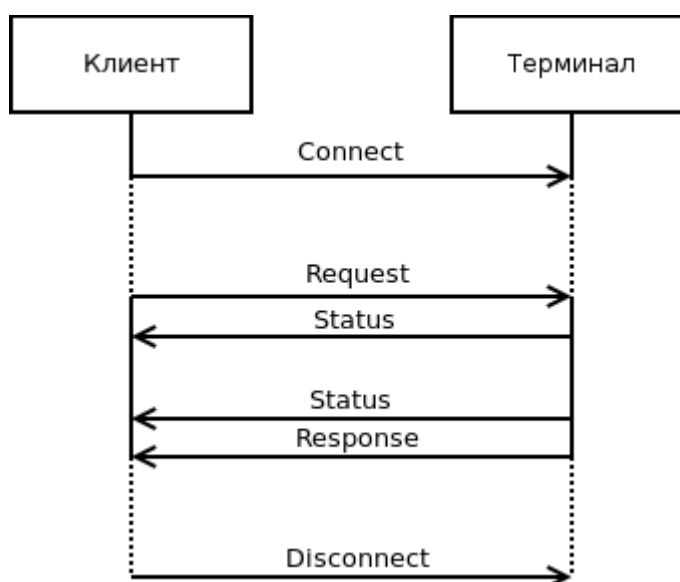 Клиент
Терминал
Connect
Request
Status
Status
Response
Disconnect